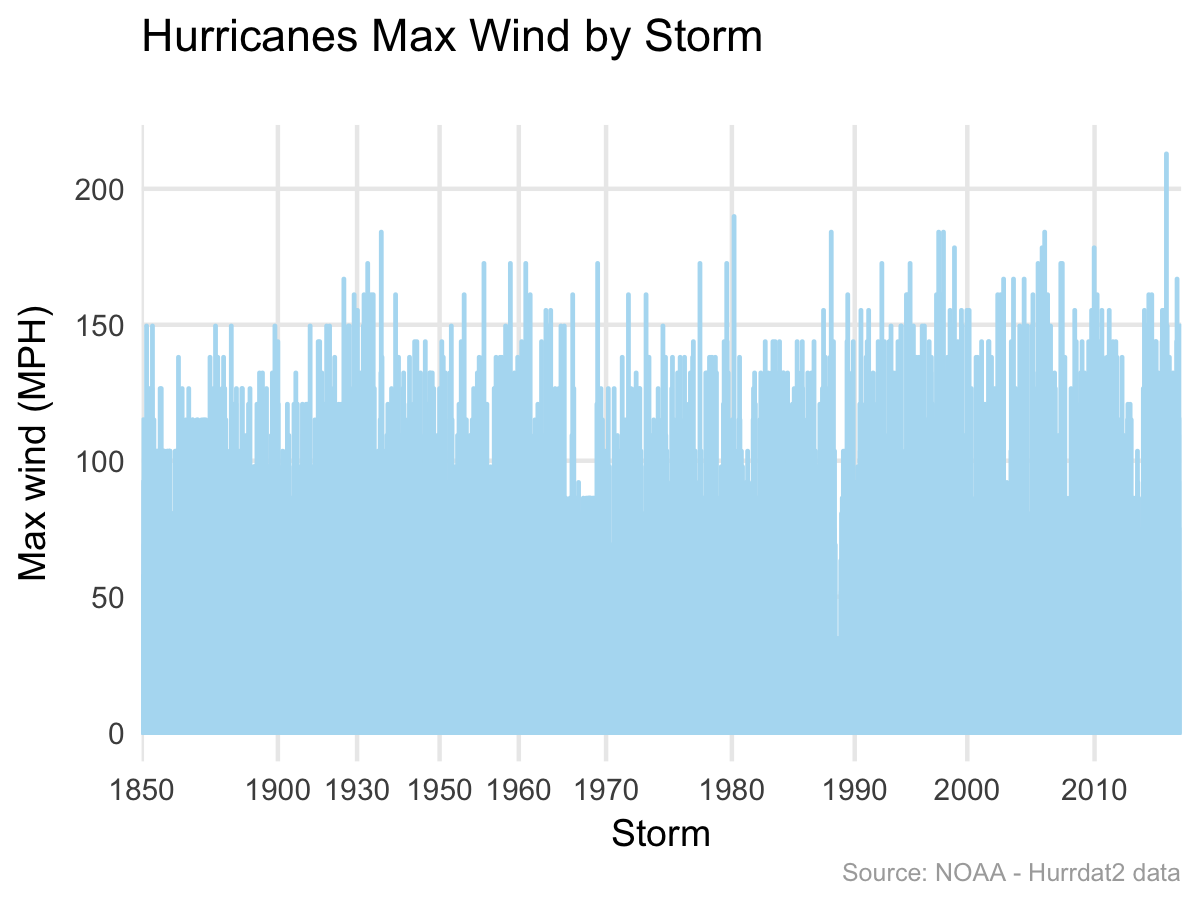 Hurricanes Max Wind by Storm
Max wind (MPH)
200
150
100
50
0
1850 1900 1930 1950 1960 1970 1980 1990 2000 2010
Storm
Source: NOAA - Hurrdat2 data